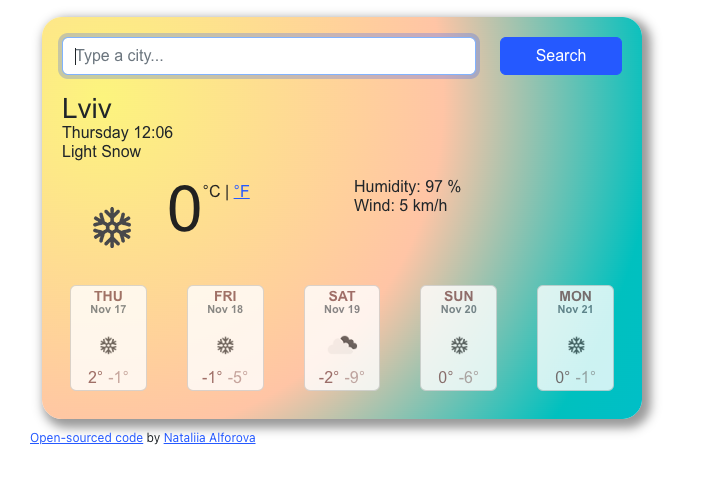 Type a city...
Search
Lviv
Thursday 12:06
Light Snow
0 °C | °F
Humidity: 97 %
Wind: 5 km/h
THU
Nov 17
2° -1°
FRI
Nov 18
-1° -5°
SAT
Nov 19
-2° -9°
SUN
Nov 20
0° -6°
MON
Nov 21
0° -1°
Open-sourced code by Nataliia Alforova